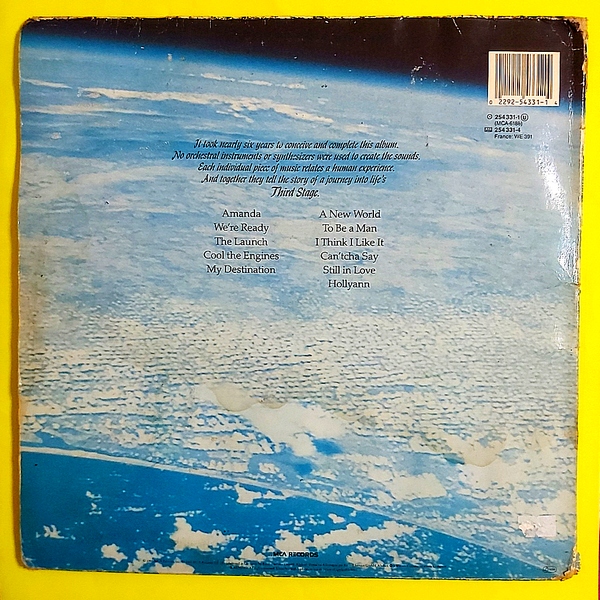 0 2292-54331-1 4
254 331-1
(MCA-6188)
254 331-4
France: WE 391
It took nearly six years to conceive and complete this album.
No orchestral instruments or synthesizers were used to create the sounds.
Each individual piece of music relates a human experience.
And together they tell the story of a journey into life's
Third Stage.
Amanda
We're Ready
The Launch
Cool the Engines
My Destination
A New World
To Be a Man
I Think I Like It
Can'tcha Say
Still in Love
Hollyann
MCA RECORDS